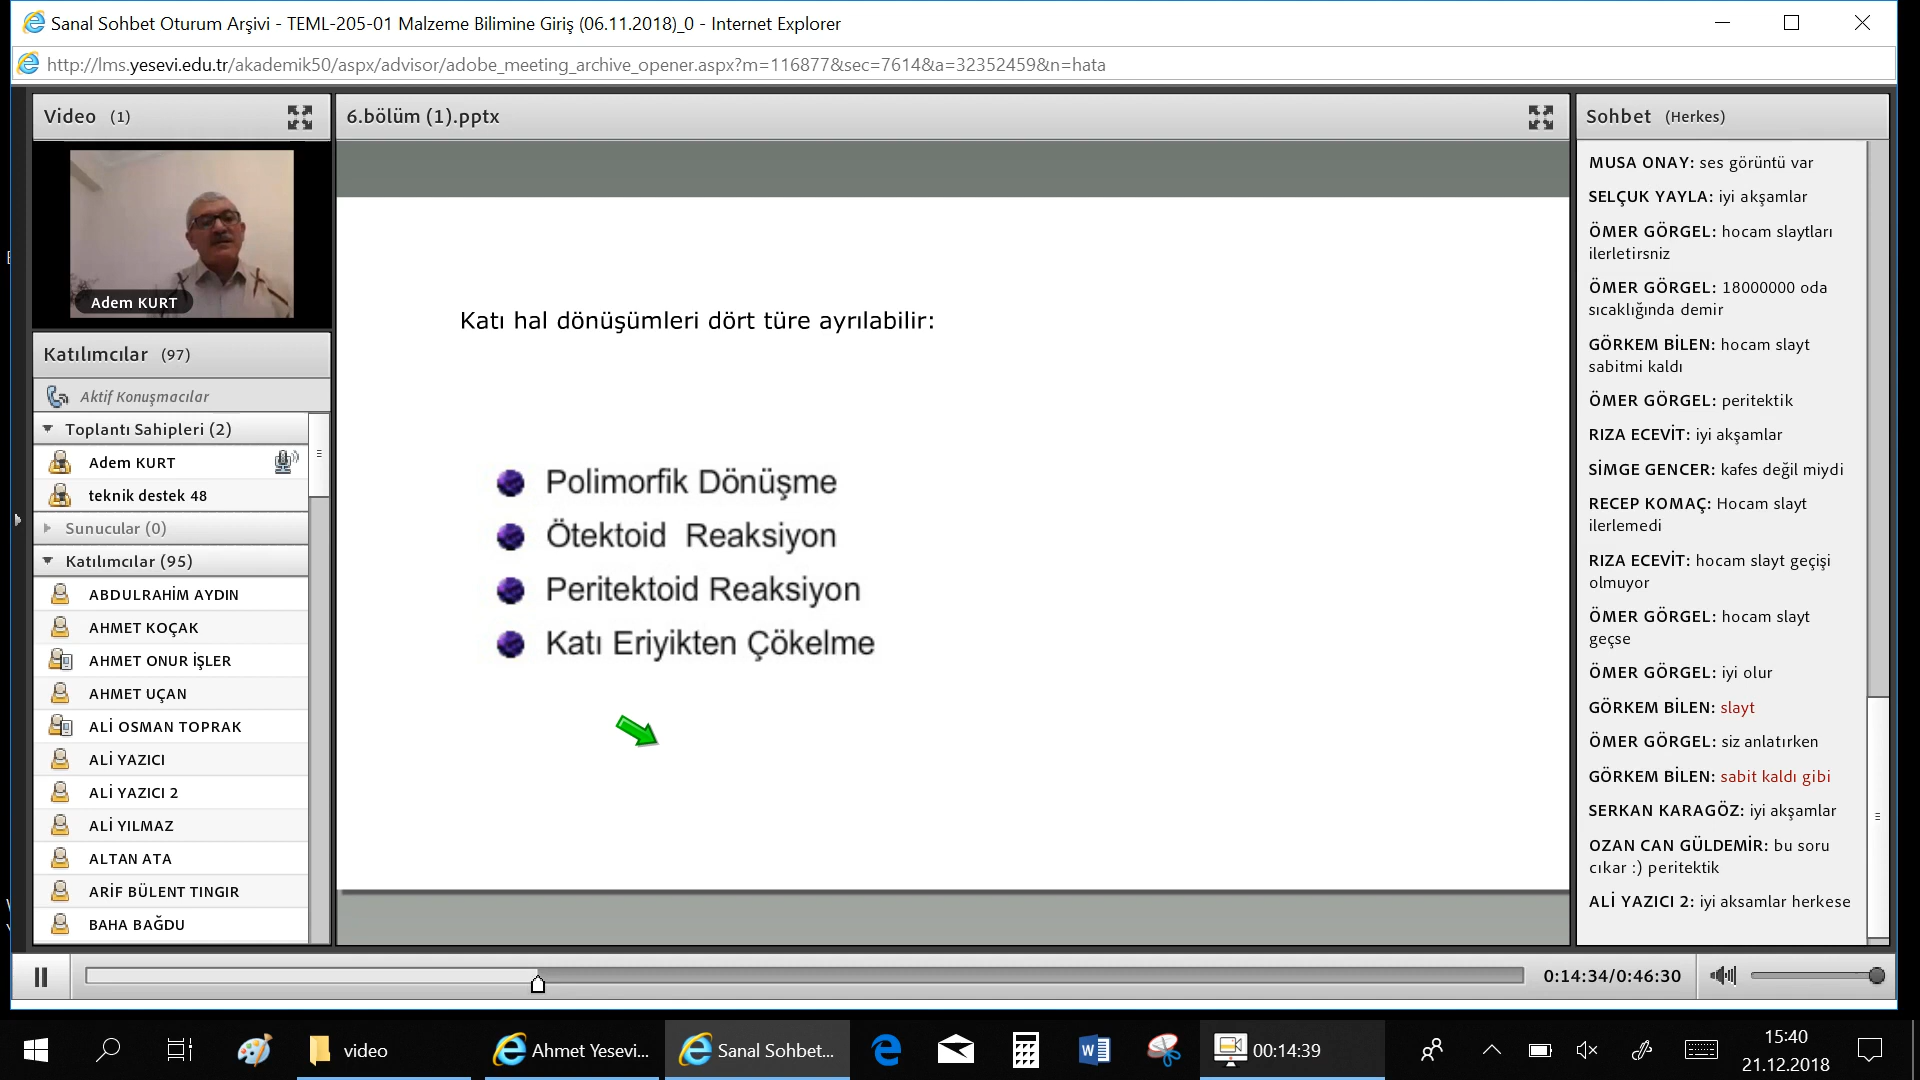 Sanal Sohbet Oturum Arşivi - TEML-205-01 Malzeme Bilimine Giriş (06.11.2018)_0 - Internet Explorer
http://lms.yesevi.edu.tr/akademik50/aspx/advisor/adobe_meeting_archive_opener.aspx?m=116877&sec=7614&a=32352459&n=hata
Video (1)
Adem KURT
Katılımcılar (97)
Aktif Konuşmacılar
Toplantı Sahipleri (2)
Adem KURT
teknik destek 48
Sunucular (0)
Katılımcılar (95)
ABDULRAHİM AYDIN
AHMET KOÇAK
AHMET ONUR İŞLER
AHMET UÇAN
ALİ OSMAN TOPRAK
ALİ YAZICI
ALİ YAZICI 2
ALİ YILMAZ
ALTAN ATA
ARİF BÜLENT TINGIR
BAHA BAĞDU
6.bölüm (1).pptx
Katı hal dönüşümleri dört türe ayrılabilir:
Polimorfik Dönüşme
Ötektoid Reaksiyon
Peritektoid Reaksiyon
Katı Eriyikten Çökelme
Sohbet (Herkes)
MUSA ONAY: ses görüntü var
SELÇUK YAYLA: iyi akşamlar
ÖMER GÖRGEL: hocam slaytları
ilerletirsniz
ÖMER GÖRGEL: 18000000 oda
sıcaklığında demir
GÖRKEM BİLEN: hocam slayt
sabitmi kaldı
ÖMER GÖRGEL: peritektik
RIZA ECEVİT: iyi akşamlar
SİMGE GENCER: kafes değil miydi
RECEP KOMAÇ: Hocam slayt
ilerlemedi
RIZA ECEVİT: hocam slayt geçişi
olmuyor
ÖMER GÖRGEL: hocam slayt
geçse
ÖMER GÖRGEL: iyi olur
GÖRKEM BİLEN: slayt
ÖMER GÖRGEL: siz anlatırken
GÖRKEM BİLEN: sabit kaldı gibi
SERKAN KARAGÖZ: iyi akşamlar
OZAN CAN GÜLDEMİR: bu soru
cıkar :) peritektik
ALİ YAZICI 2: iyi aksamlar herkese
0:14:34/0:46:30
video
Ahmet Yesevi...
Sanal Sohbet...
00:14:39
15:40
21.12.2018